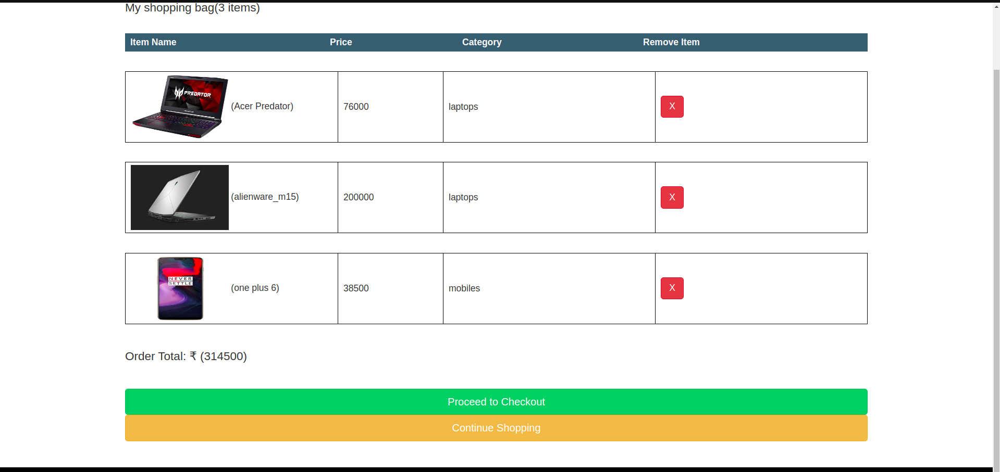 My shopping bag(3 items)
Item Name Price Category Remove Item
PREDATOR
(Acer Predator) 76000 laptops X
(alienware_m15) 200000 laptops X
NEVER
SETTLE
(one plus 6) 38500 mobiles X
Order Total: ₹ (314500)
Proceed to Checkout
Continue Shopping